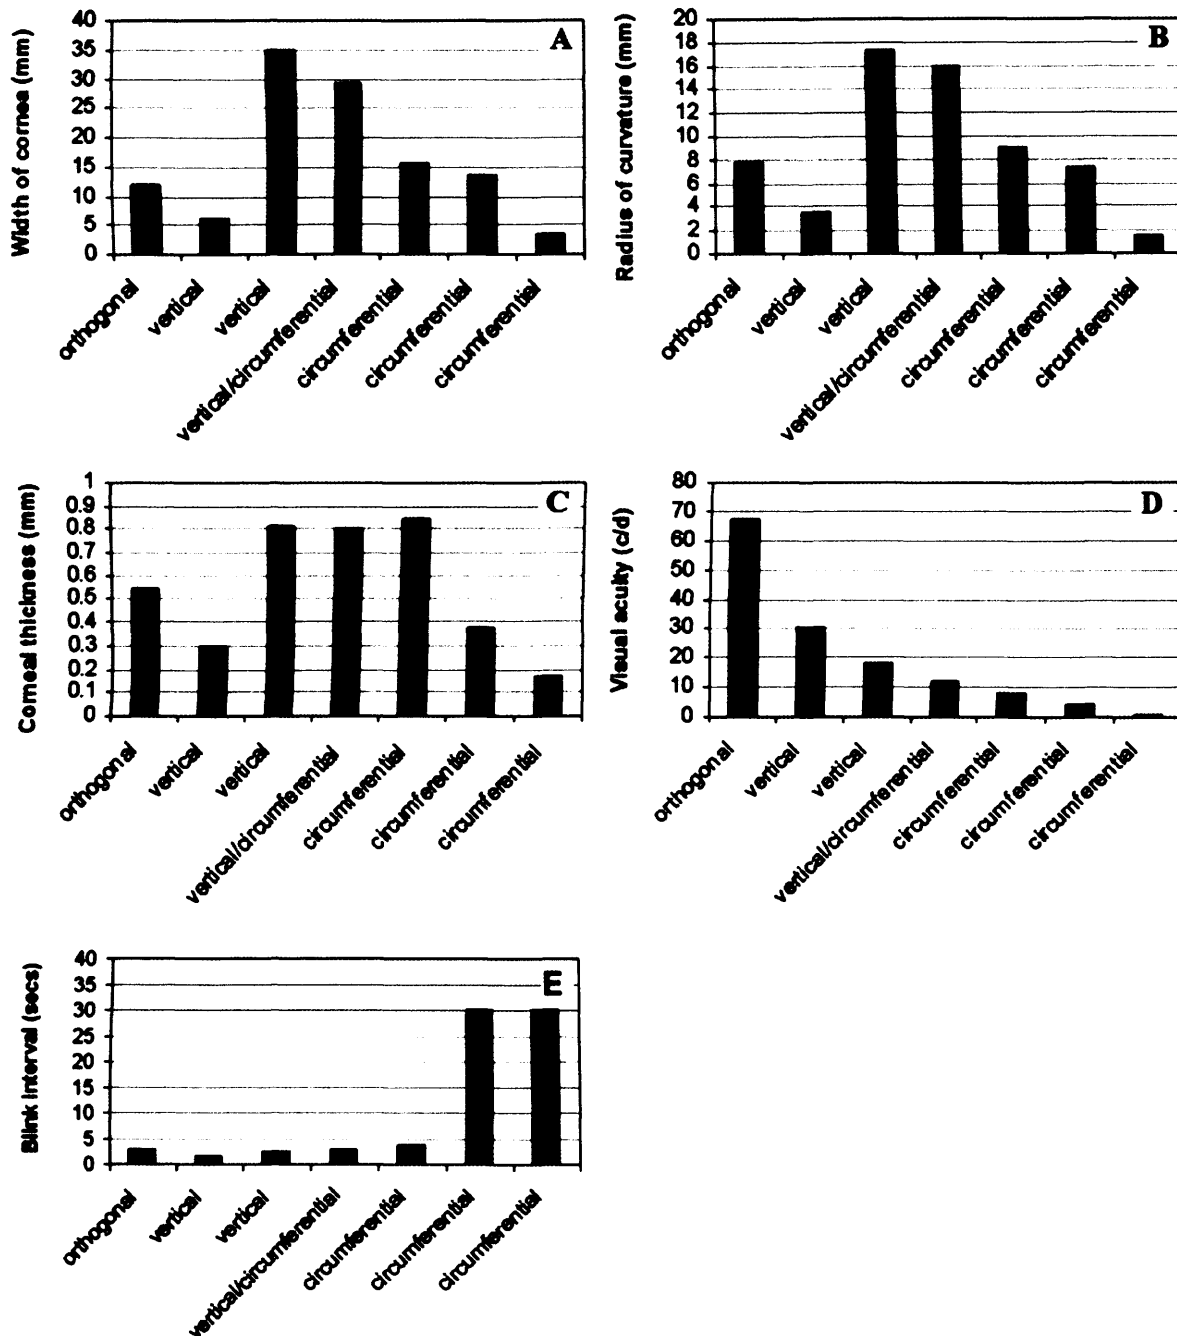 A
Width of cornea (mm)
40
35
30
25
20
15
10
5
0
orthogonal
vertical
vertical
vertical/circumferential
circumferential
circumferential
circumferential
B
Radius of curvature (mm)
20
18
16
14
12
10
8
6
4
2
0
orthogonal
vertical
vertical
vertical/circumferential
circumferential
circumferential
circumferential
C
Corneal thickness (mm)
1
0.9
0.8
0.7
0.6
0.5
0.4
0.3
0.2
0.1
0
orthogonal
vertical
vertical
vertical/circumferential
circumferential
circumferential
circumferential
D
Visual acuity (c/d)
80
70
60
50
40
30
20
10
0
orthogonal
vertical
vertical
vertical/circumferential
circumferential
circumferential
circumferential
E
Blink interval (secs)
40
35
30
25
20
15
10
5
0
orthogonal
vertical
vertical
vertical/circumferential
circumferential
circumferential
circumferential